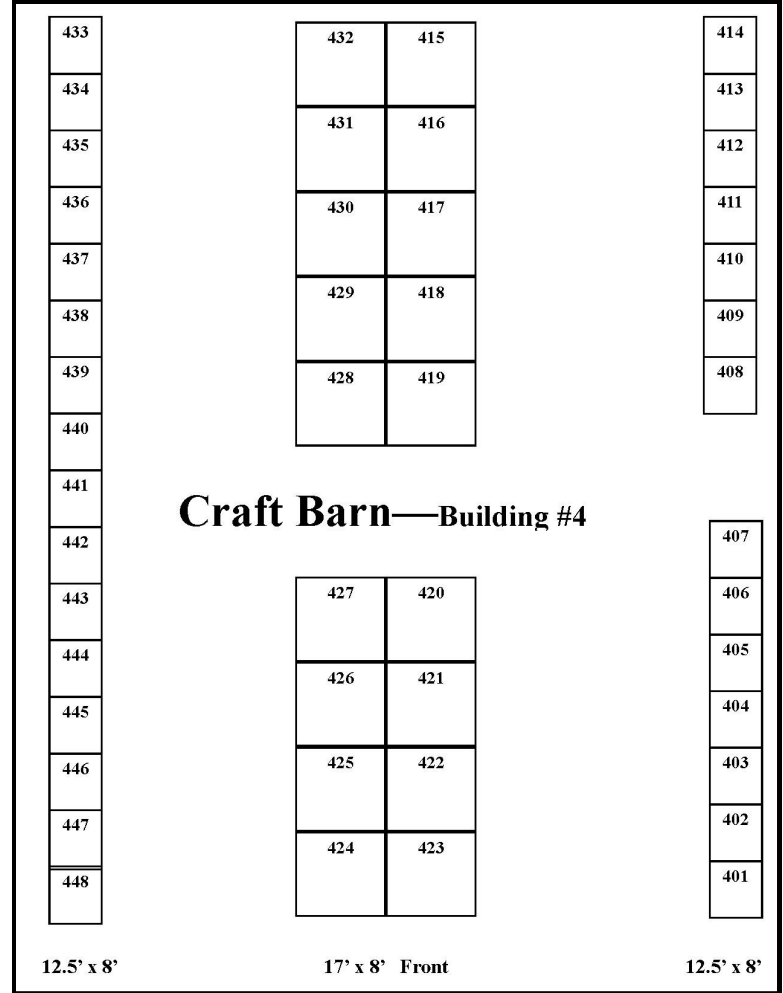 433 432 415 414
434 413
431 416
435 412
436 430 417 411
437 410
429 418
438 409
439 428 419 408
440
441
Craft Barn—Building #4
442 407
443 427 420 406
444 405
426 421
445 404
446 425 422 403
447 402
424 423
448 401
12.5' x 8' 17' x 8' Front 12.5' x 8'